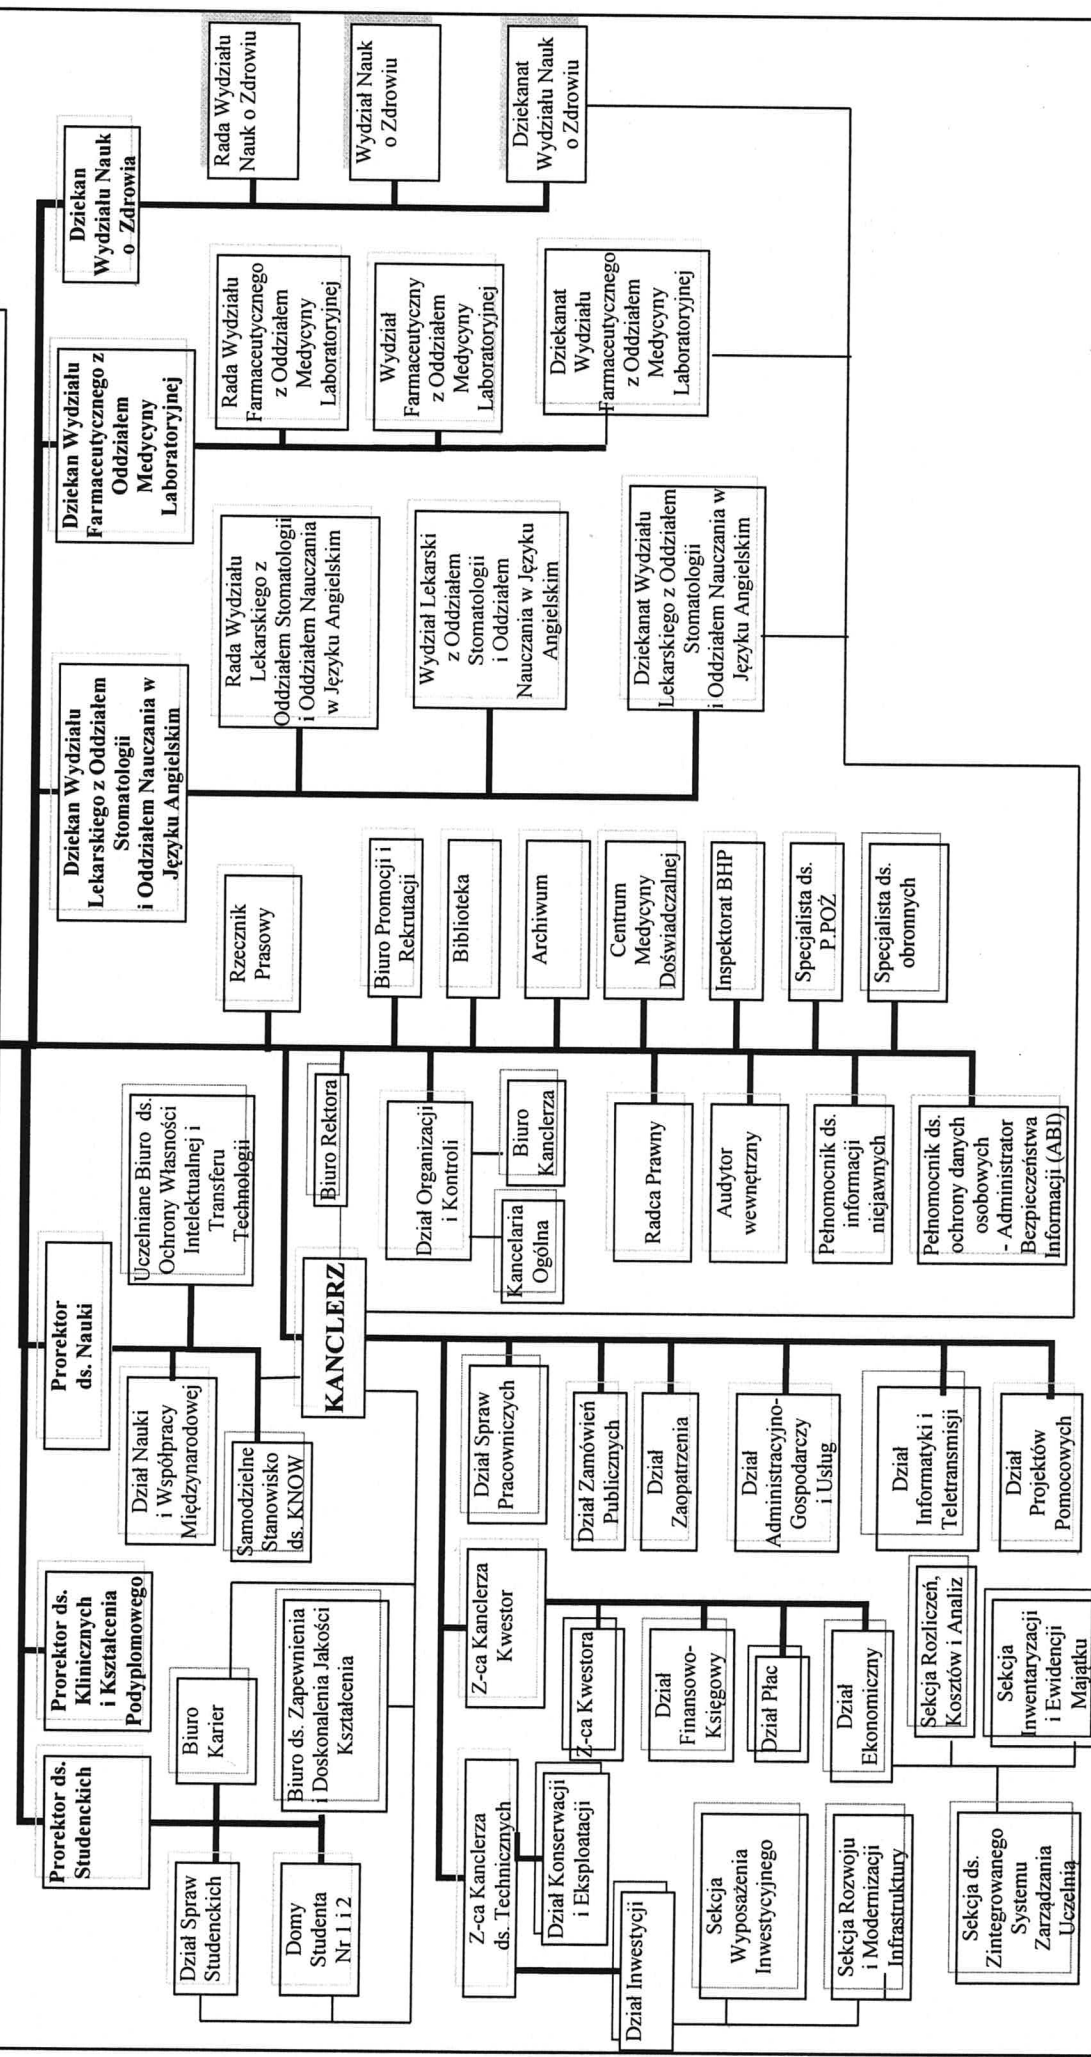 Prorektor ds.
Studenckich
Prorektor ds.
Klinicznych
i Kształcenia
Podyplomowego
Prorektor
ds. Nauki
Dziekan Wydziału
Lekarskiego z Oddziałem
Stomatologii
i Oddziałem Nauczania w
Języku Angielskim
Dziekan Wydziału
Farmaceutycznego z
Oddziałem
Medycyny
Laboratoryjnej
Dziekan
Wydziału Nauk
o Zdrowia
Dział Spraw
Studenckich
Biuro
Karier
Domy
Studenta
Nr 1 i 2
Biuro ds. Zapewnienia
i Doskonalenia Jakości
Kształcenia
Dział Nauki
i Współpracy
Międzynarodowej
Uczelniane Biuro ds.
Ochrony Własności
Intelektualnej i
Transferu
Technologii
Samodzielne
Stanowisko
ds. KNOW
KANCLERZ
Biuro Rektora
Rzecznik
Prasowy
Dział Organizacji
i Kontroli
Kancelaria
Ogólna
Biuro
Kanclerza
Biuro Promocji i
Rekrutacji
Biblioteka
Archiwum
Centrum
Medycyny
Doświadczalnej
Inspektorat BHP
Specjalista ds.
P.POŻ
Specjalista ds.
obronnych
Radca Prawny
Audytor
wewnętrzny
Pełnomocnik ds.
informacji
niejawnych
Pełnomocnik ds.
ochrony danych
osobowych
- Administrator
Bezpieczeństwa
Informacji (ABI)
Rada Wydziału
Lekarskiego z
Oddziałem Stomatologii
i Oddziałem Nauczania
w Języku Angielskim
Wydział Lekarski
z Oddziałem
Stomatologii
i Oddziałem
Nauczania w Języku
Angielskim
Dziekanat Wydziału
Lekarskiego z Oddziałem
Stomatologii
i Oddziałem Nauczania w
Języku Angielskim
Rada Wydziału
Farmaceutycznego
z Oddziałem
Medycyny
Laboratoryjnej
Wydział
Farmaceutyczny
z Oddziałem
Medycyny
Laboratoryjnej
Dziekanat
Wydziału
Farmaceutycznego
z Oddziałem
Medycyny
Laboratoryjnej
Rada Wydziału
Nauk o Zdrowiu
Wydział Nauk
o Zdrowiu
Dziekanat
Wydziału Nauk
o Zdrowiu
Z-ca Kanclerza
ds. Technicznych
Dział Konserwacji
i Eksploatacji
Dział Inwestycji
Sekcja
Wyposażenia
Inwestycyjnego
Sekcja Rozwoju
i Modernizacji
Infrastruktury
Z-ca Kanclerza
Kwestor
Z-ca Kwestora
Dział
Finansowo-
Księgowy
Dział Płac
Dział
Ekonomiczny
Sekcja Rozliczeń,
Kosztów i Analiz
Sekcja
Inwentaryzacji
i Ewidencji
Majątku
Sekcja ds.
Zintegrowanego
Systemu
Zarządzania
Uczelnią
Dział Spraw
Pracowniczych
Dział Zamówień
Publicznych
Dział
Zaopatrzenia
Dział
Administracyjno-
Gospodarczy
i Usług
Dział
Informatyki i
Teletransmisji
Dział
Projektów
Pomocowych